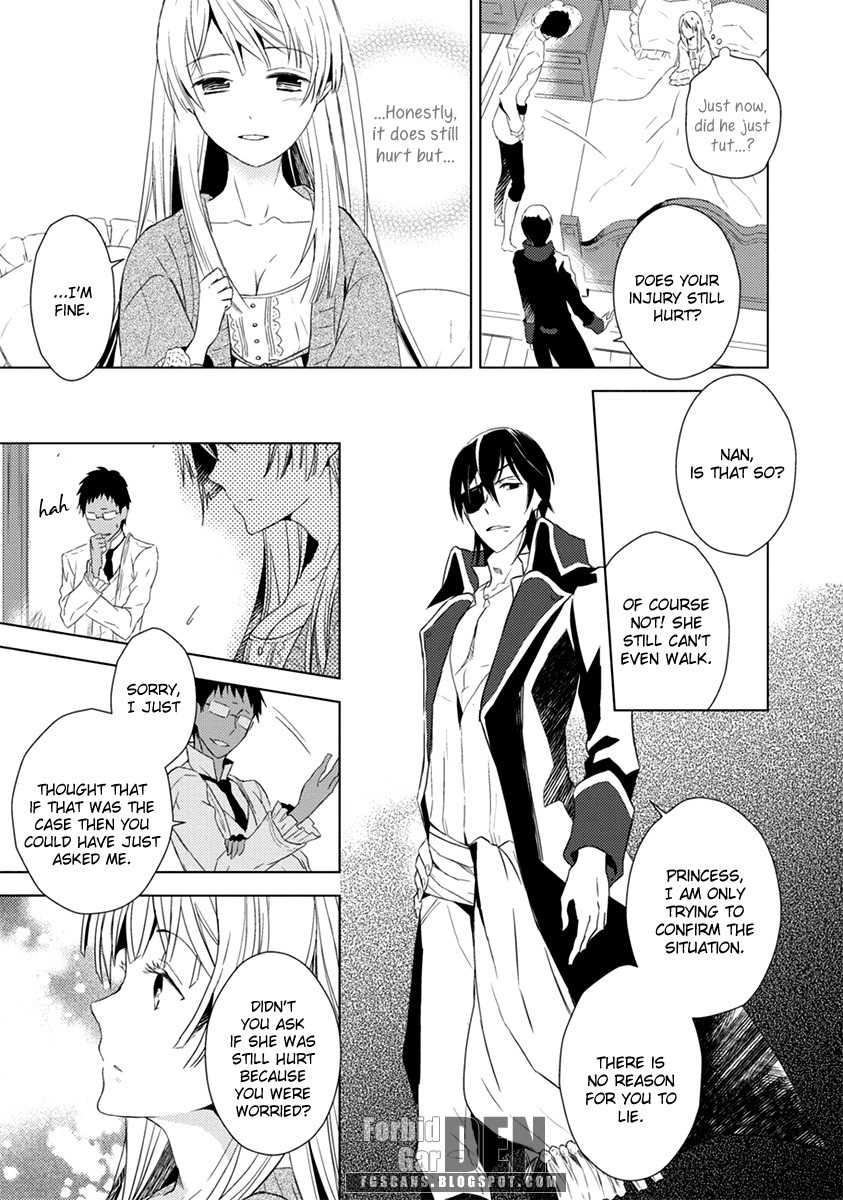 Just now,
did he just
tut...?
DOES YOUR
INJURY STILL
HURT?
...Honestly,
it does still
hurt but...
...I'M
FINE.
NAN,
IS THAT SO?
OF COURSE
NOT! SHE
STILL CAN'T
EVEN WALK.
PRINCESS,
I AM ONLY
TRYING TO
CONFIRM THE
SITUATION.
THERE IS
NO REASON
FOR YOU TO
LIE.
hah
SORRY,
I JUST
THOUGHT THAT
IF THAT WAS THE
CASE THEN YOU
COULD HAVE JUST
ASKED ME.
DIDN'T
YOU ASK
IF SHE WAS
STILL HURT
BECAUSE
YOU WERE
WORRIED?
Forbid DEN
Gar
FGSCANS.BLOGSPOT.COM